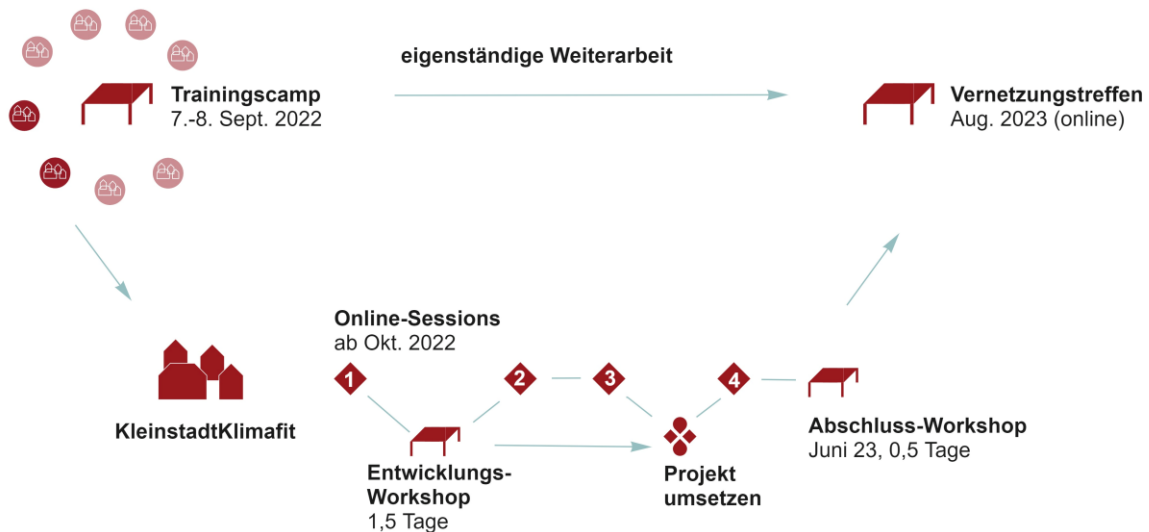 eigenständige Weiterarbeit
Trainingscamp
7.-8. Sept. 2022
Vernetzungstreffen
Aug. 2023 (online)
Online-Sessions
ab Okt. 2022
1
2
3
4
KleinstadtKlimafit
Entwicklungs-
Workshop
1,5 Tage
Projekt
umsetzen
Abschluss-Workshop
Juni 23, 0,5 Tage